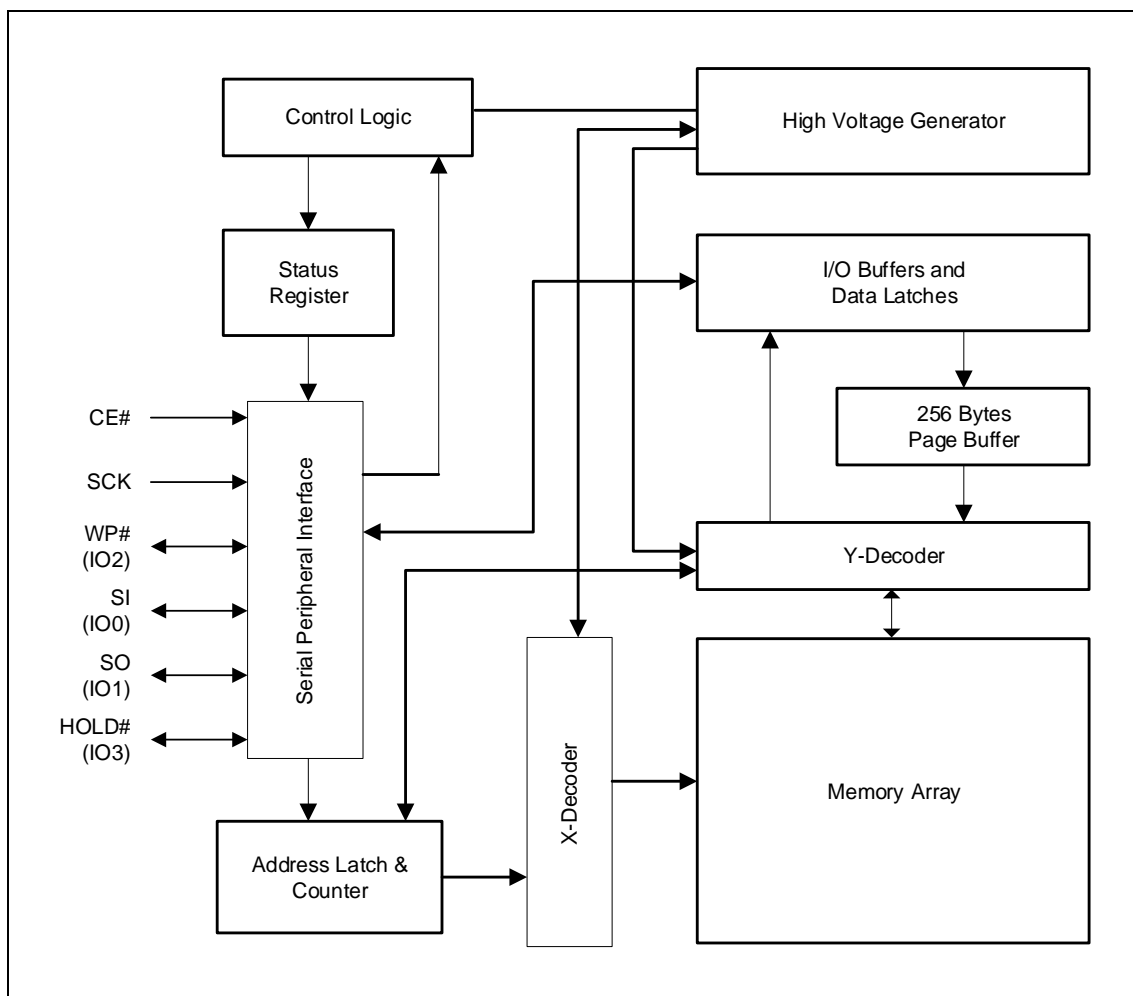 Control Logic
High Voltage Generator
Status
Register
I/O Buffers and
Data Latches
256 Bytes
Page Buffer
CE#
SCK
WP#
(IO2)
SI
(IO0)
SO
(IO1)
HOLD#
(IO3)
Serial Peripheral Interface
Y-Decoder
X-Decoder
Memory Array
Address Latch &
Counter